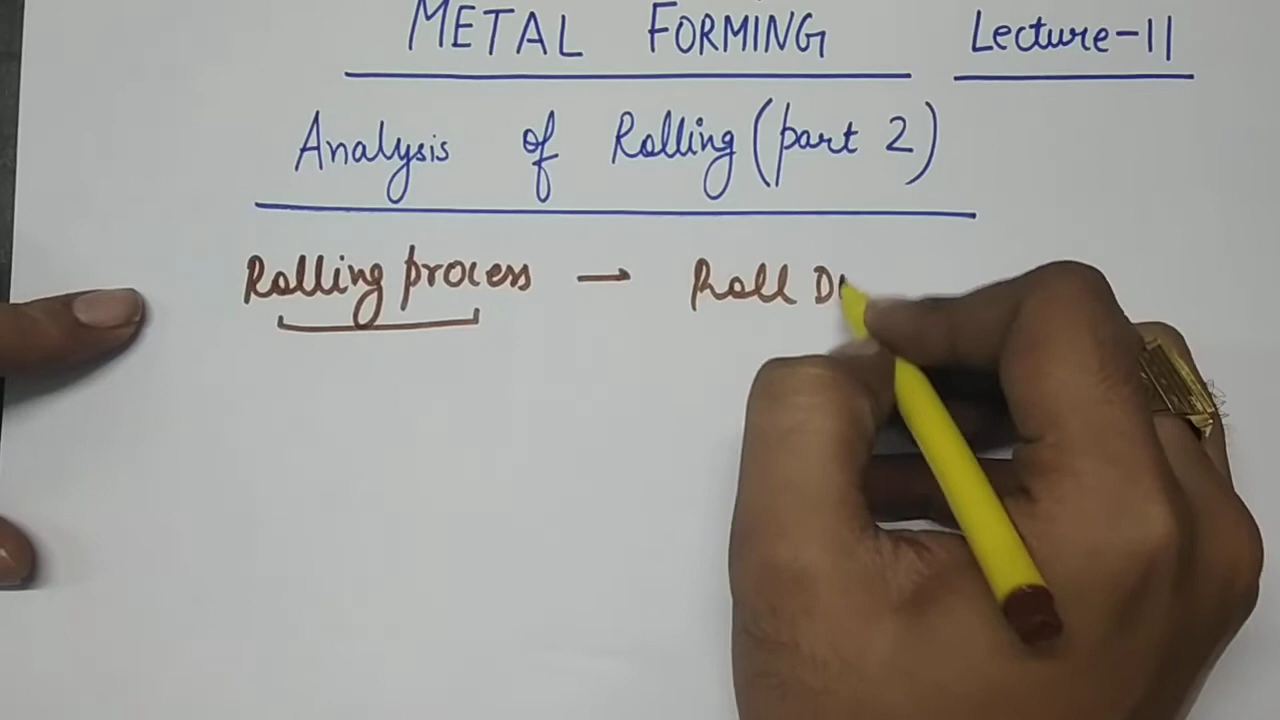 METAL FORMING Lecture-11
Analysis of Rolling (part 2)
Rolling process → Roll